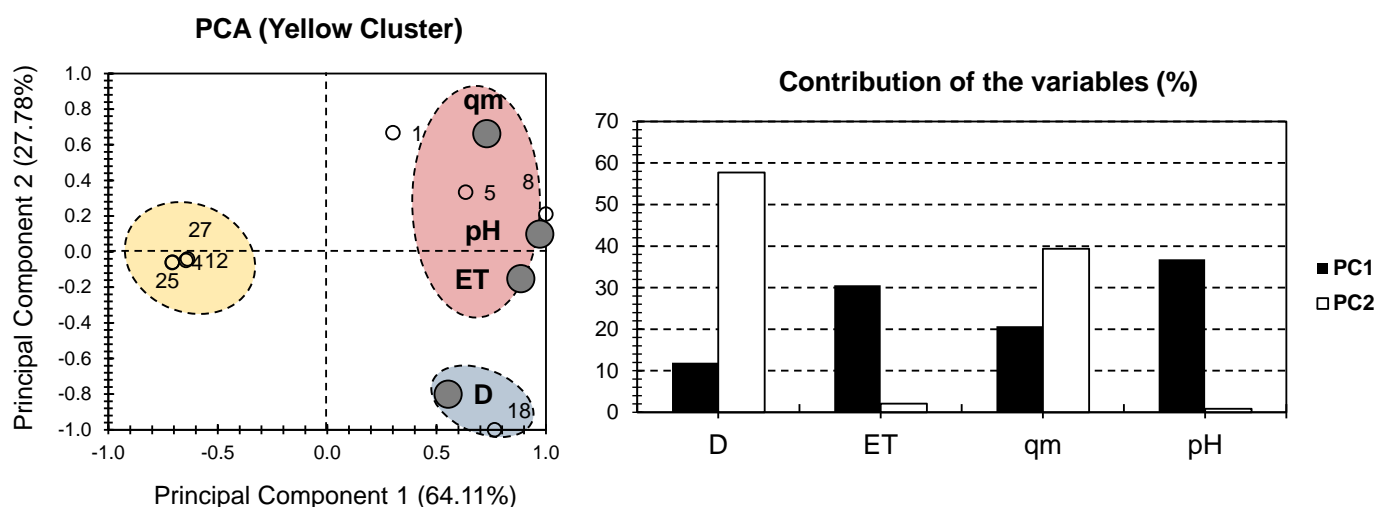 PCA (Yellow Cluster)
Principal Component 2 (27.78%)
1.0
0.8
0.6
0.4
0.2
0.0
-0.2
-0.4
-0.6
-0.8
-1.0
qm
1
8
5
27
pH
4
12
25
ET
D
18
-1.0
-0.5
0.0
0.5
1.0
Principal Component 1 (64.11%)
Contribution of the variables (%)
70
60
50
40
30
20
10
0
D
ET
qm
pH
PC1
PC2